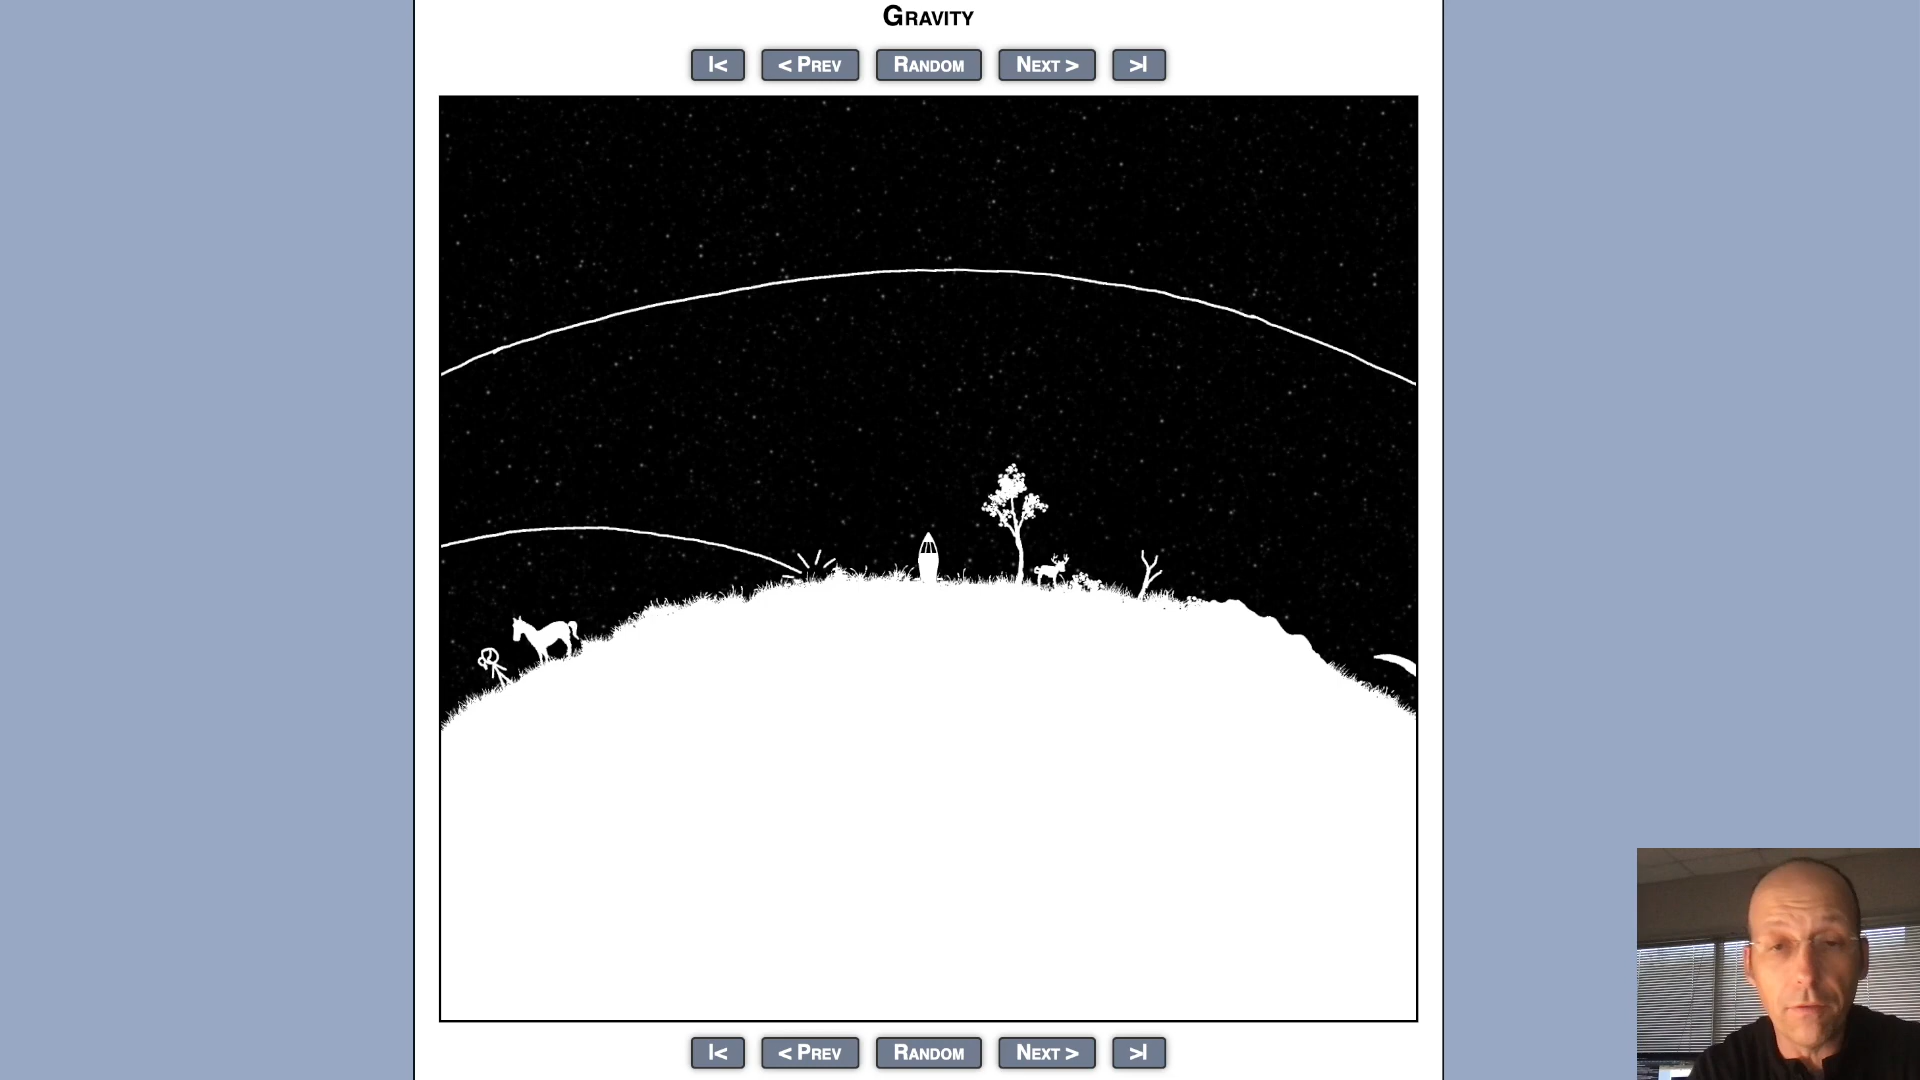 Gravity
|< < Prev Random Next > >|
|< < Prev Random Next > >|